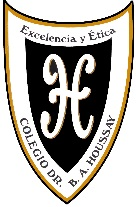 Excelencia y Ética
H
COLEGIO DR. B. A. HOUSSAY